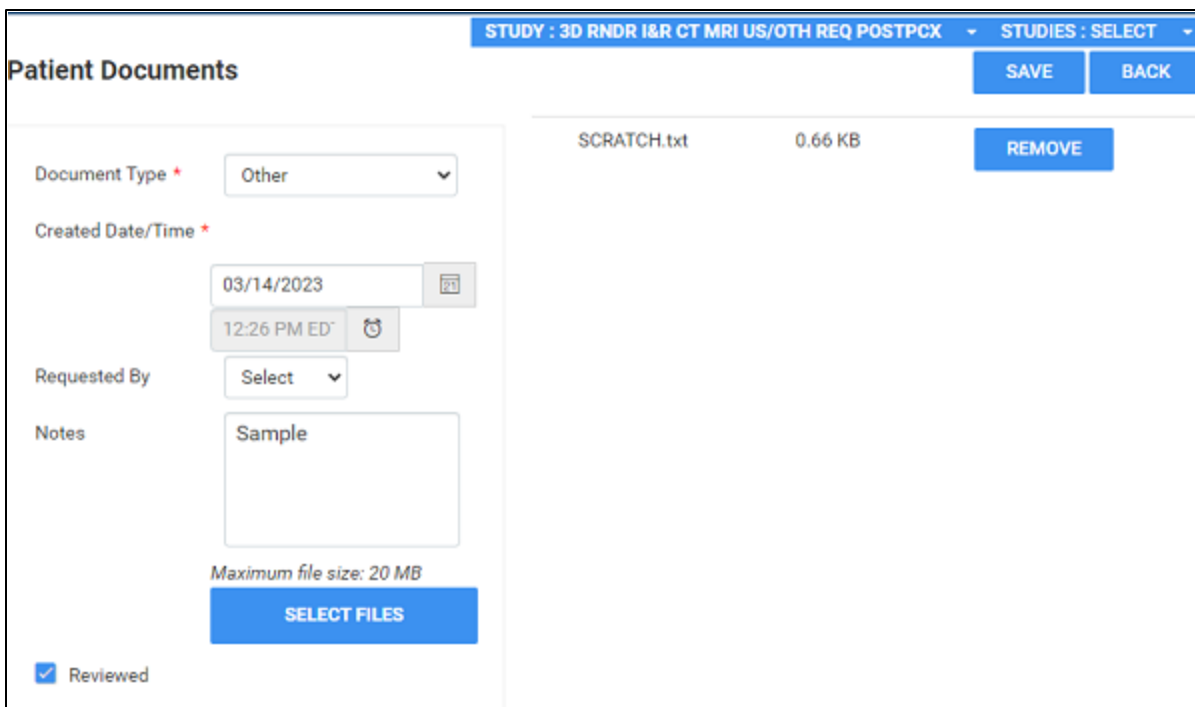 STUDY : 3D RNDR I&R CT MRI US/OTH REQ POSTPCX STUDIES : SELECT
Patient Documents SAVE BACK
SCRATCH.txt 0.66 KB REMOVE
Document Type * Other
Created Date/Time *
03/14/2023 21
12:26 PM ED
Requested By Select
Notes Sample
Maximum file size: 20 MB
SELECT FILES
Reviewed